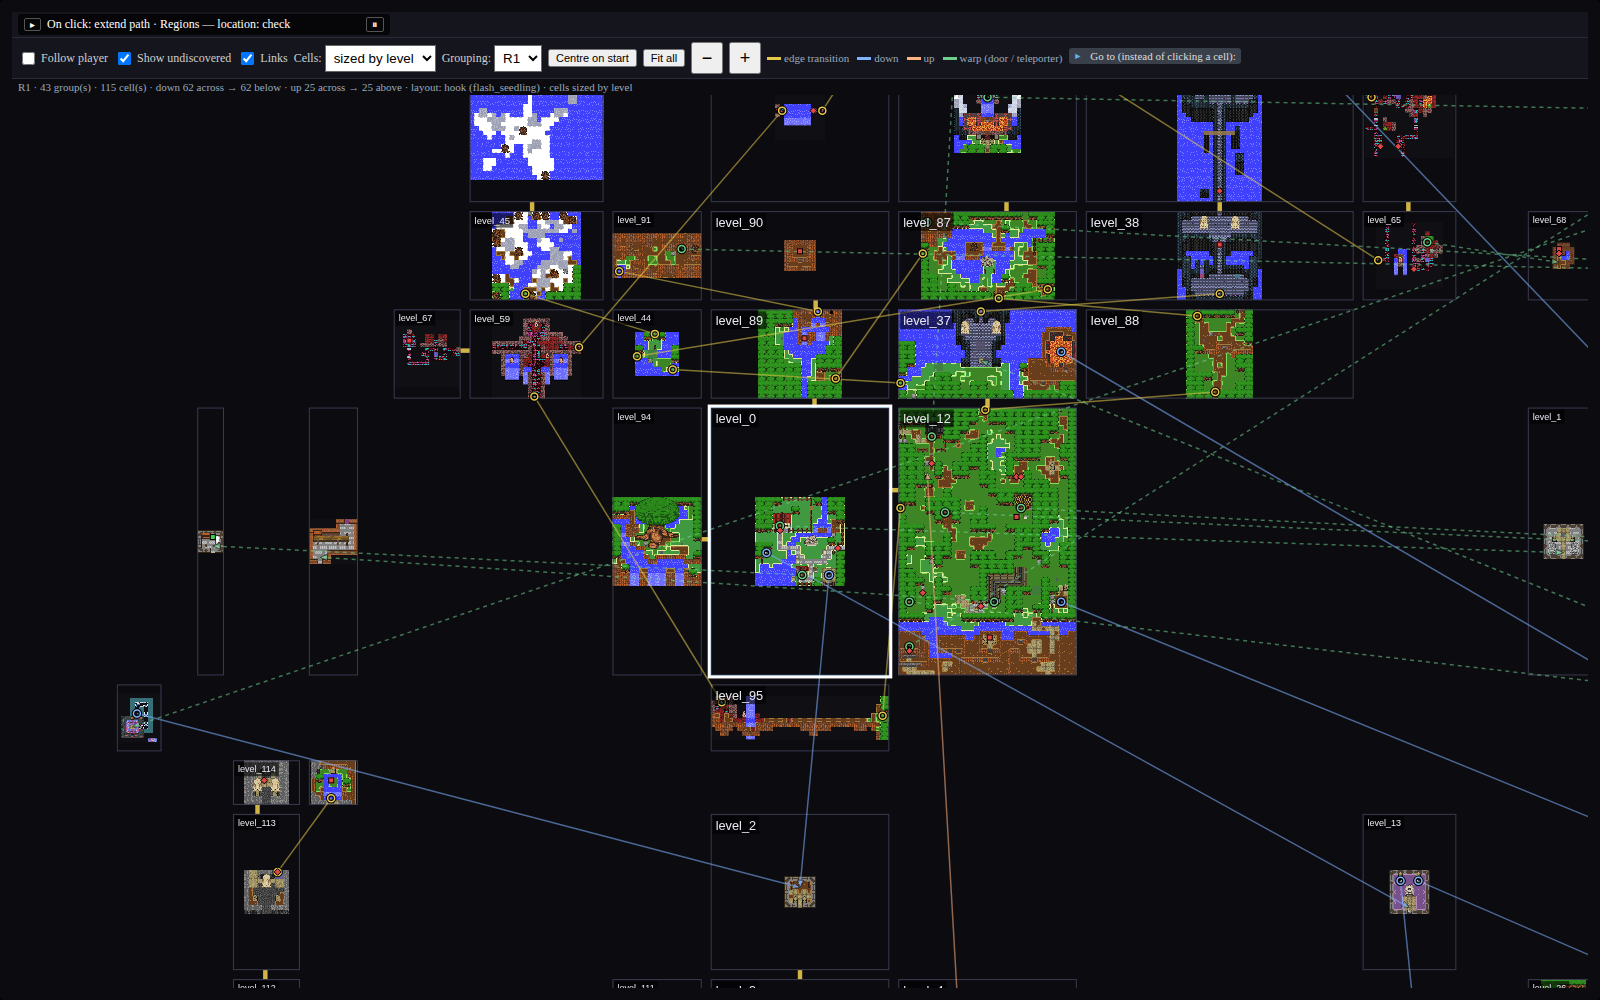 On click: extend path · Regions — location: check
Follow player Show undiscovered Links Cells: sized by level Grouping: R1 Centre on start Fit all − + edge transition down up warp (door / teleporter) Go to (instead of clicking a cell):
R1 · 43 group(s) · 115 cell(s) · down 62 across → 62 below · up 25 across → 25 above · layout: hook (flash_seedling) · cells sized by level
level_45
level_91
level_90
level_87
level_38
level_65
level_68
level_67
level_59
level_44
level_89
level_37
level_88
level_94
level_0
level_12
level_1
level_95
level_114
level_113
level_2
level_13
level_111